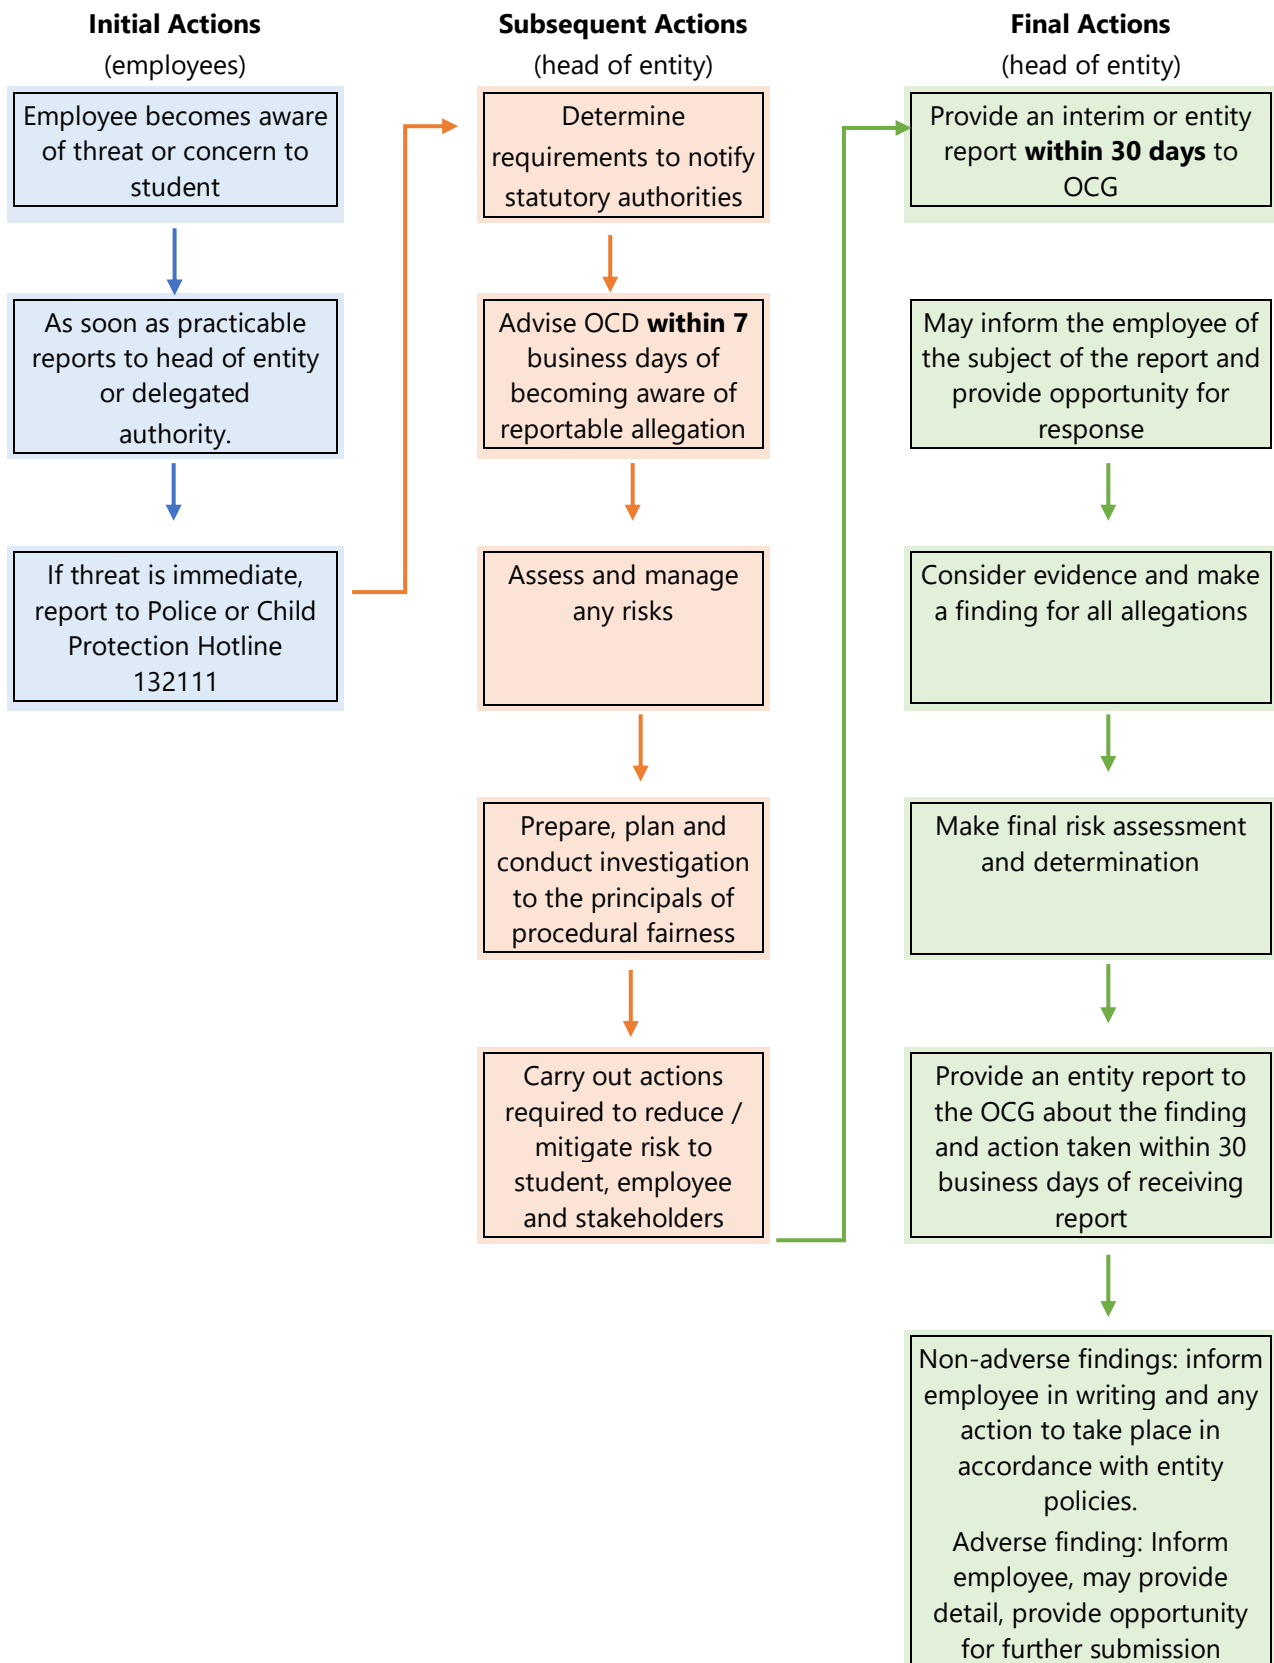 Initial Actions
(employees)
Employee becomes aware
of threat or concern to
student
As soon as practicable
reports to head of entity
or delegated
authority.
If threat is immediate,
report to Police or Child
Protection Hotline
132111
Subsequent Actions
(head of entity)
Determine
requirements to notify
statutory authorities
Advise OCD within 7
business days of
becoming aware of
reportable allegation
Assess and manage
any risks
Prepare, plan and
conduct investigation
to the principals of
procedural fairness
Carry out actions
required to reduce /
mitigate risk to
student, employee
and stakeholders
Final Actions
(head of entity)
Provide an interim or entity
report within 30 days to
OCG
May inform the employee of
the subject of the report and
provide opportunity for
response
Consider evidence and make
a finding for all allegations
Make final risk assessment
and determination
Provide an entity report to
the OCG about the finding
and action taken within 30
business days of receiving
report
Non-adverse findings: inform
employee in writing and any
action to take place in
accordance with entity
policies.
Adverse finding: Inform
employee, may provide
detail, provide opportunity
for further submission